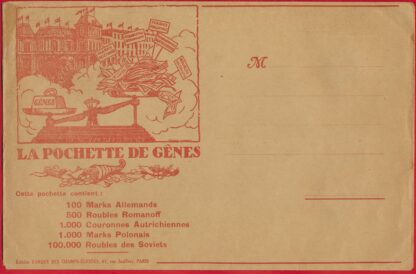 GÊNES
M
LA POCHETTE DE GÊNES
Cette pochette contient :
100 Marks Allemands
500 Roubles Romanoff
1.000 Couronnes Autrichiennes
1.000 Marks Polonais
100.000 Roubles des Soviets
PARIS